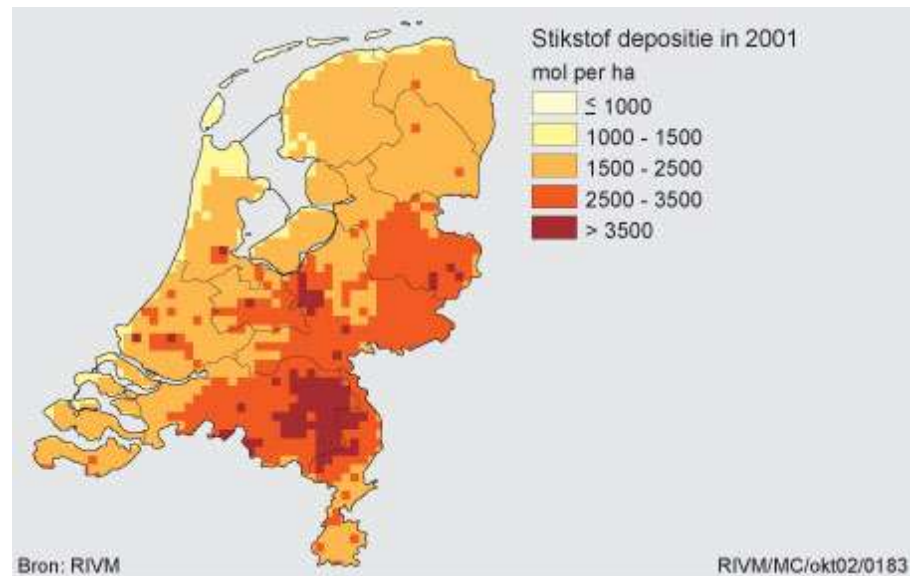 Stikstof depositie in 2001
mol per ha
≤ 1000
1000 - 1500
1500 - 2500
2500 - 3500
> 3500
Bron: RIVM
RIVM/MC/okt02/0183